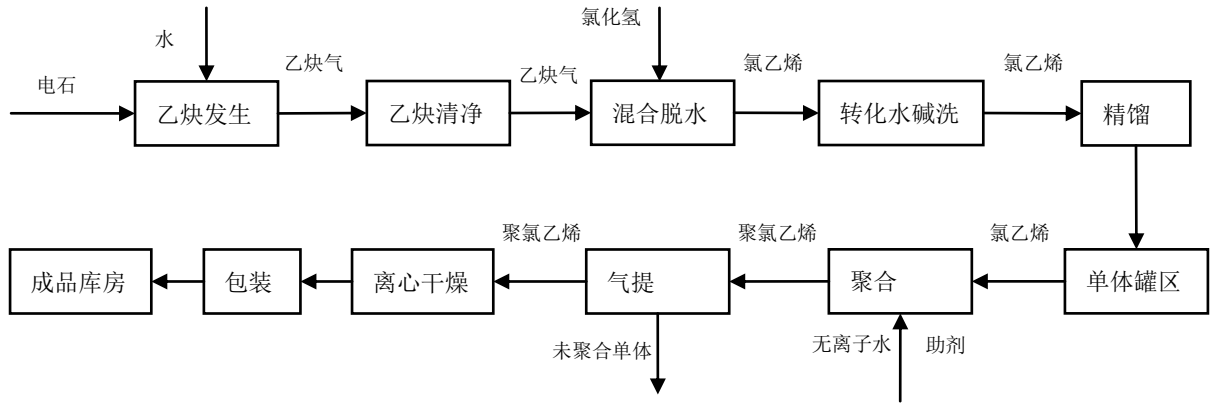 水
氯化氢
电石
乙炔气
乙炔气
氯乙烯
氯乙烯
乙炔发生
乙炔清净
混合脱水
转化水碱洗
精馏
聚氯乙烯
聚氯乙烯
氯乙烯
成品库房
包装
离心干燥
气提
聚合
单体罐区
未聚合单体
无离子水
助剂